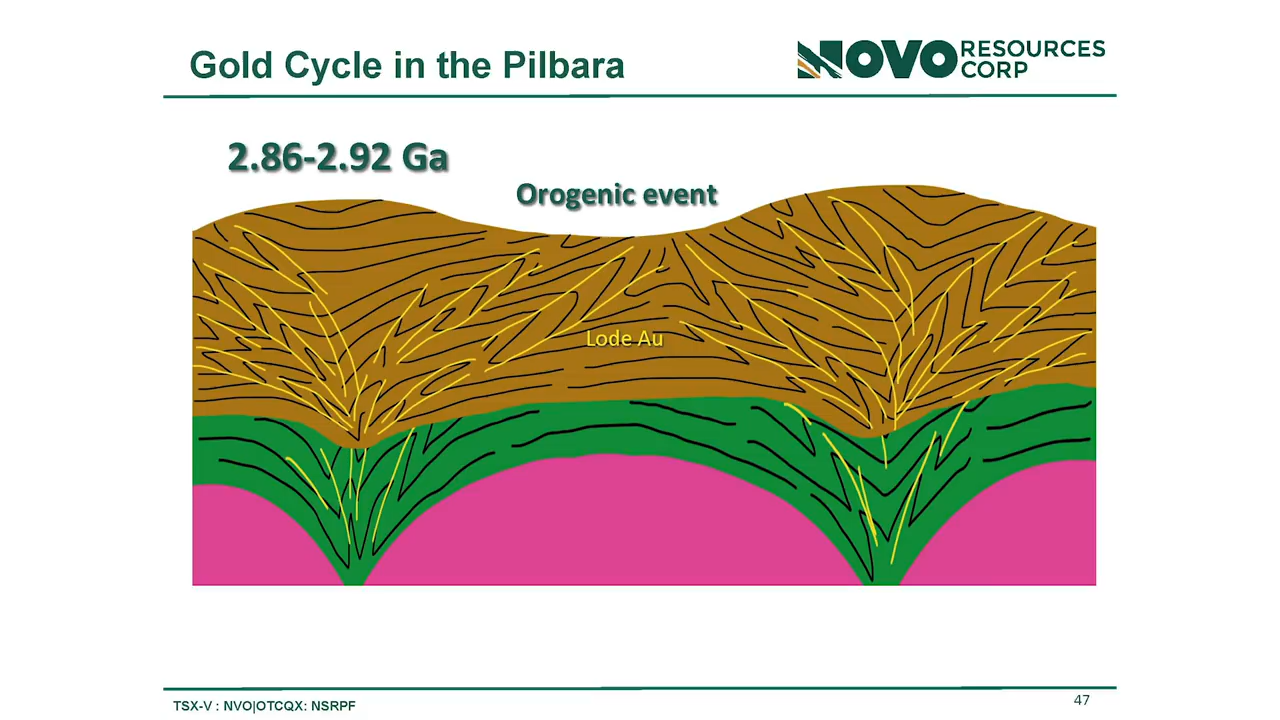 Gold Cycle in the Pilbara
NOVO RESOURCES CORP
2.86-2.92 Ga
Orogenic event
Lode Au
TSX-V : NVO|OTCQX: NSRPF
47